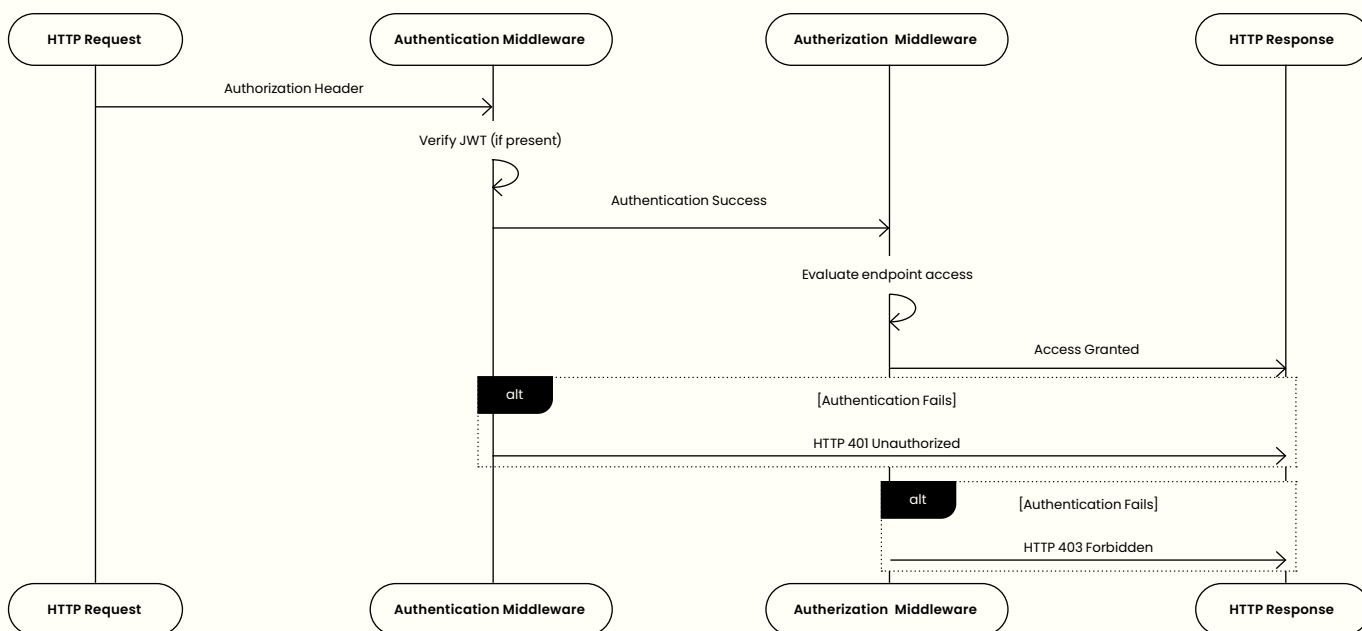 HTTP Request
Authentication Middleware
Autherization  Middleware
HTTP Response
Authorization Header
Verify JWT (if present)
Authentication Success
Evaluate endpoint access
Access Granted
alt
[Authentication Fails]
HTTP 401 Unauthorized
alt
[Authentication Fails]
HTTP 403 Forbidden
HTTP Request
Authentication Middleware
Autherization  Middleware
HTTP Response